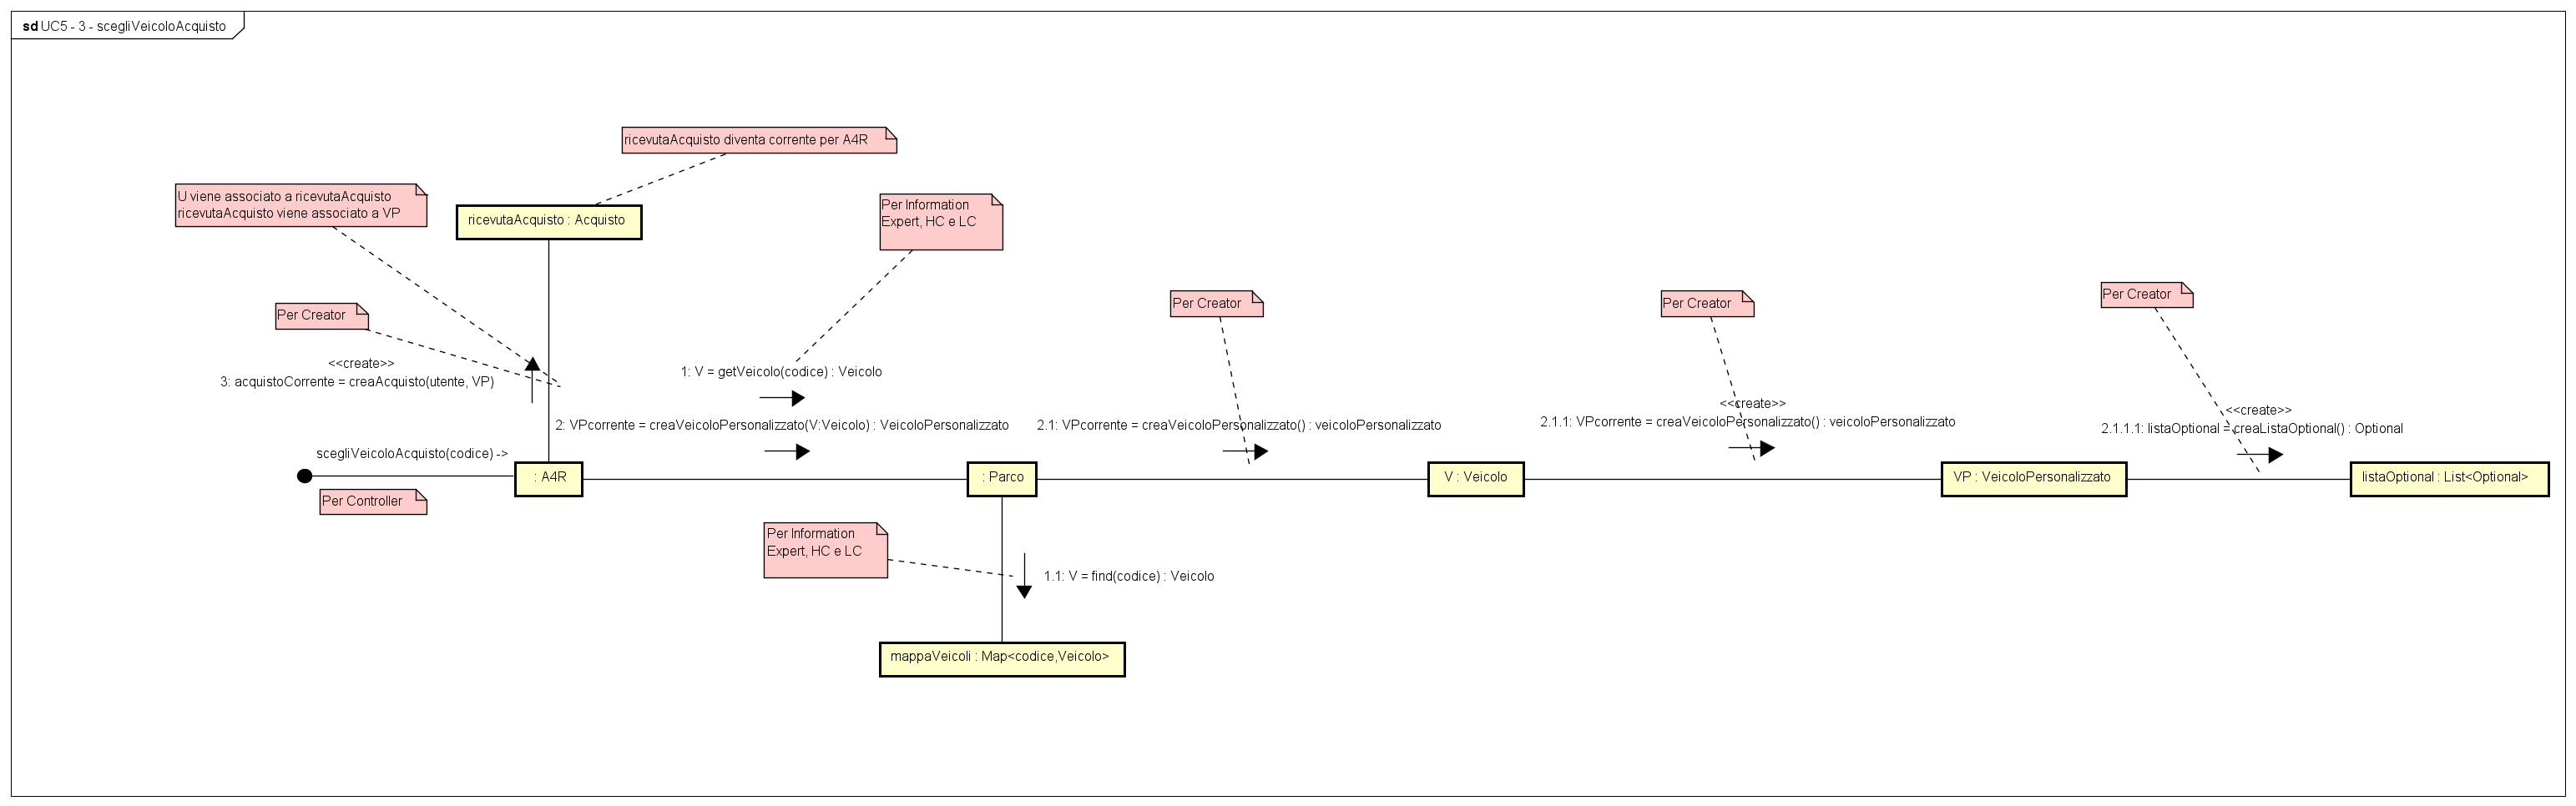 sd UC5 - 3 - scegliVeicoloAcquisto
ricevutaAcquisto diventa corrente per A4R
U viene associato a ricevutaAcquisto
ricevutaAcquisto viene associato a VP
ricevutaAcquisto : Acquisto
Per Information
Expert, HC e LC
Per Creator
Per Creator
Per Creator
Per Creator
<<create>>
3: acquistoCorrente = creaAcquisto(utente, VP)
1: V = getVeicolo(codice) : Veicolo
2: VPcorrente = creaVeicoloPersonalizzato(V:Veicolo) : VeicoloPersonalizzato
2.1: VPcorrente = creaVeicoloPersonalizzato() : veicoloPersonalizzato
<<create>>
2.1.1: VPcorrente = creaVeicoloPersonalizzato() : veicoloPersonalizzato
<<create>>
2.1.1.1: listaOptional = creaListaOptional() : Optional
scegliVeicoloAcquisto(codice) ->
: A4R
: Parco
V : Veicolo
VP : VeicoloPersonalizzato
listaOptional : List<Optional>
Per Controller
Per Information
Expert, HC e LC
1.1: V = find(codice) : Veicolo
mappaVeicoli : Map<codice,Veicolo>